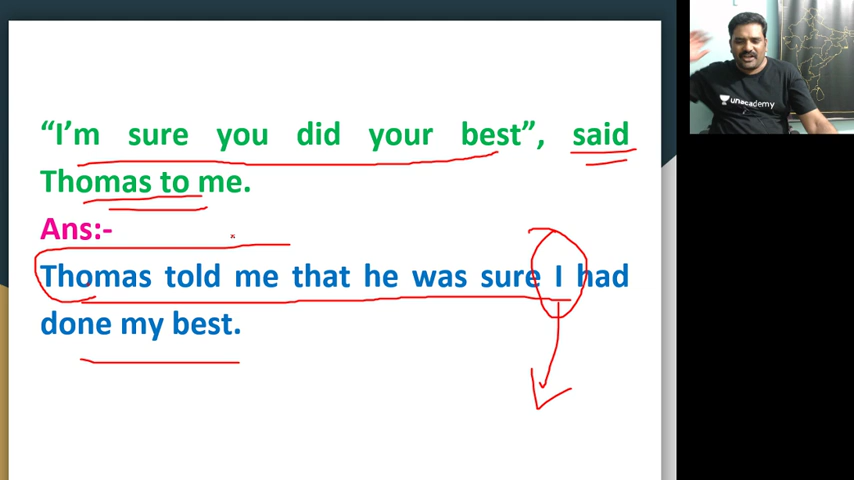 “I’m sure you did your best”, said
Thomas to me.
Ans:-
Thomas told me that he was sure I had
done my best.
unacademy